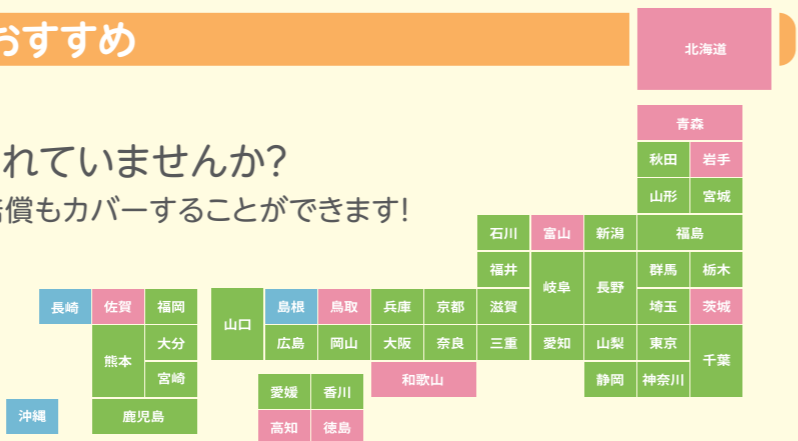 おすすめ
北海道
青森
れていませんか?
秋田 岩手
償もカバーすることができます!
山形 宮城
石川 富山 新潟 福島
福井 岐阜 長野 群馬 栃木
長崎 佐賀 福岡 山口 島根 鳥取 兵庫 京都 滋賀 埼玉 茨城
熊本 大分 広島 岡山 大阪 奈良 三重 愛知 山梨 東京 千葉
宮崎 愛媛 香川 和歌山 静岡 神奈川
沖縄 鹿児島 高知 徳島